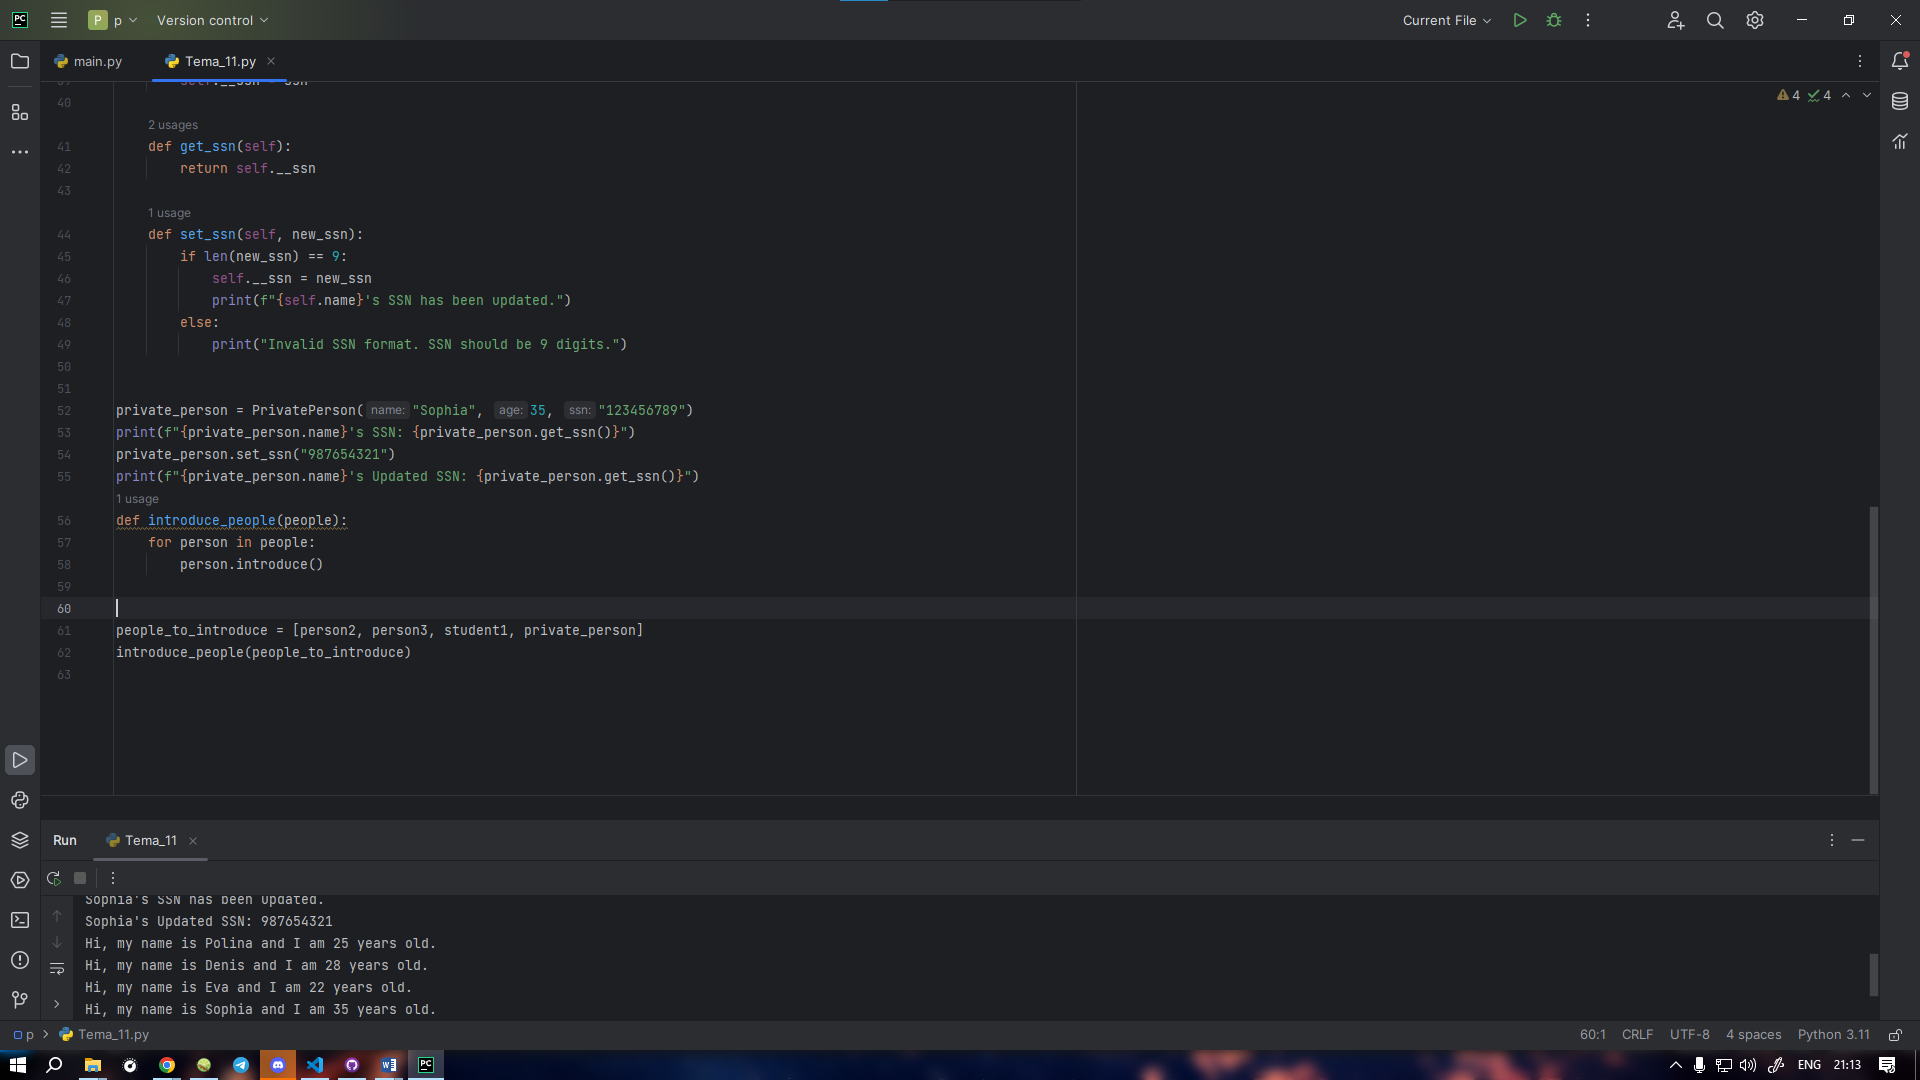 PC P p Version control Current File
main.py Tema_11.py
40
4 4
2 usages
41 def get_ssn(self):
42 return self.__ssn
43
1 usage
44 def set_ssn(self, new_ssn):
45 if len(new_ssn) == 9:
46 self.__ssn = new_ssn
47 print(f"{self.name}'s SSN has been updated.")
48 else:
49 print("Invalid SSN format. SSN should be 9 digits.")
50
51
52 private_person = PrivatePerson(name: "Sophia", age: 35, ssn: "123456789")
53 print(f"{private_person.name}'s SSN: {private_person.get_ssn()}")
54 private_person.set_ssn("987654321")
55 print(f"{private_person.name}'s Updated SSN: {private_person.get_ssn()}")
1 usage
56 def introduce_people(people):
57 for person in people:
58 person.introduce()
59
60
61 people_to_introduce = [person2, person3, student1, private_person]
62 introduce_people(people_to_introduce)
63
Run Tema_11
Sophia's SSN has been updated.
Sophia's Updated SSN: 987654321
Hi, my name is Polina and I am 25 years old.
Hi, my name is Denis and I am 28 years old.
Hi, my name is Eva and I am 22 years old.
Hi, my name is Sophia and I am 35 years old.
p > Tema_11.py 60:1 CRLF UTF-8 4 spaces Python 3.11
PC ENG 21:13